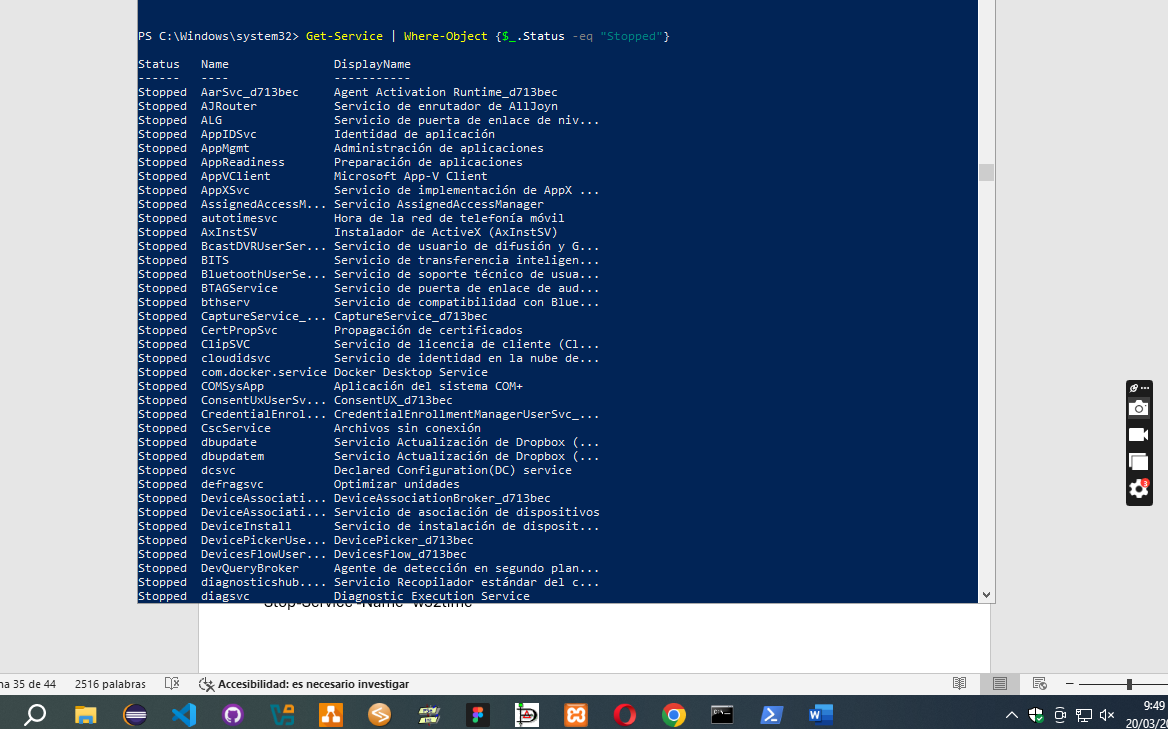 PS C:\Windows\system32> Get-Service | Where-Object {$_.Status -eq "Stopped"}
Status Name DisplayName
------ ---- -----------
Stopped AarSvc_d713bec Agent Activation Runtime_d713bec
Stopped AJRouter Servicio de enrutador de AllJoyn
Stopped ALG Servicio de puerta de enlace de niv...
Stopped AppIDSvc Identidad de aplicación
Stopped AppMgmt Administración de aplicaciones
Stopped AppReadiness Preparación de aplicaciones
Stopped AppVClient Microsoft App-V Client
Stopped AppXSvc Servicio de implementación de AppX ...
Stopped AssignedAccessM... Servicio AssignedAccessManager
Stopped autotimesvc Hora de la red de telefonía móvil
Stopped AxInstSV Instalador de ActiveX (AxInstSV)
Stopped BcastDVRUserSer... Servicio de usuario de difusión y G...
Stopped BITS Servicio de transferencia inteligen...
Stopped BluetoothUserSe... Servicio de soporte técnico de usua...
Stopped BTAGService Servicio de puerta de enlace de aud...
Stopped bthserv Servicio de compatibilidad con Blue...
Stopped CaptureService_... CaptureService_d713bec
Stopped CertPropSvc Propagación de certificados
Stopped ClipSVC Servicio de licencia de cliente (Cl...
Stopped cloudidsvc Servicio de identidad en la nube de...
Stopped com.docker.service Docker Desktop Service
Stopped COMSysApp Aplicación del sistema COM+
Stopped ConsentUxUserSv... ConsentUX_d713bec
Stopped CredentialEnrol... CredentialEnrollmentManagerUserSvc_...
Stopped CscService Archivos sin conexión
Stopped dbupdate Servicio Actualización de Dropbox (...
Stopped dbupdatem Servicio Actualización de Dropbox (...
Stopped dcsvc Declared Configuration(DC) service
Stopped defragsvc Optimizar unidades
Stopped DeviceAssociati... DeviceAssociationBroker_d713bec
Stopped DeviceAssociati... Servicio de asociación de dispositivos
Stopped DeviceInstall Servicio de instalación de disposit...
Stopped DevicePickerUse... DevicePicker_d713bec
Stopped DevicesFlowUser... DevicesFlow_d713bec
Stopped DevQueryBroker Agente de detección en segundo plan...
Stopped diagnosticshub.... Servicio Recopilador estándar del c...
Stopped diagsvc Diagnostic Execution Service
Stop-Service -Name "w32time"
na 35 de 44 2516 palabras Accesibilidad: es necesario investigar
9:49
20/03/20